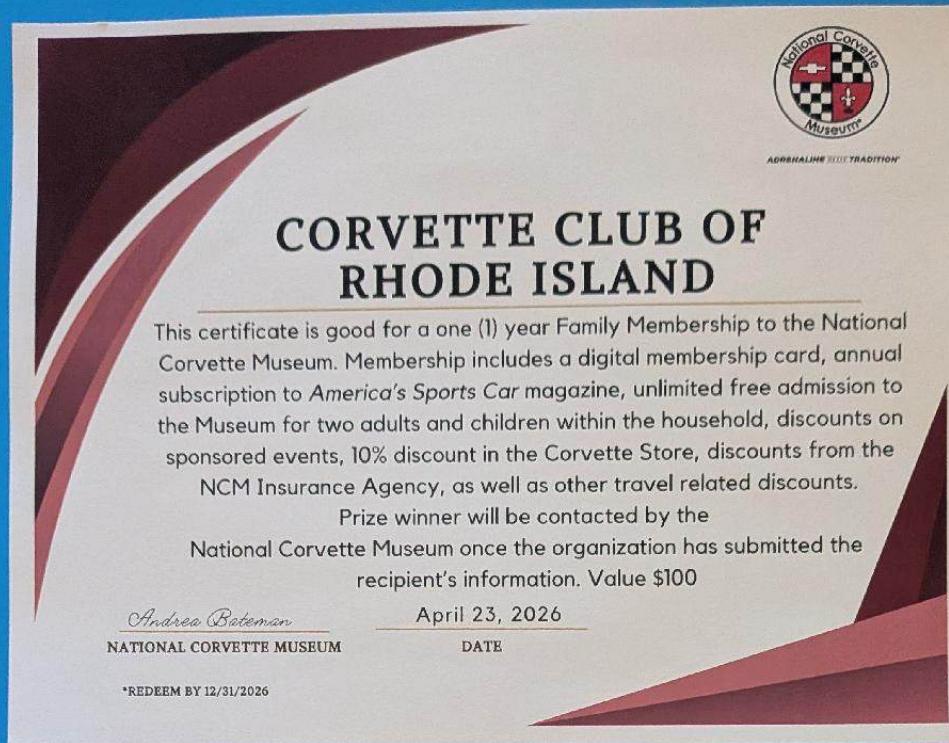 National Corvette
Museum®
ADRENALINE TRADITION
CORVETTE CLUB OF
RHODE ISLAND
This certificate is good for a one (1) year Family Membership to the National
Corvette Museum. Membership includes a digital membership card, annual
subscription to America's Sports Car magazine, unlimited free admission to
the Museum for two adults and children within the household, discounts on
sponsored events, 10% discount in the Corvette Store, discounts from the
NCM Insurance Agency, as well as other travel related discounts.
Prize winner will be contacted by the
National Corvette Museum once the organization has submitted the
recipient's information. Value $100
Andrea Bateman
April 23, 2026
NATIONAL CORVETTE MUSEUM
DATE
*REDEEM BY 12/31/2026